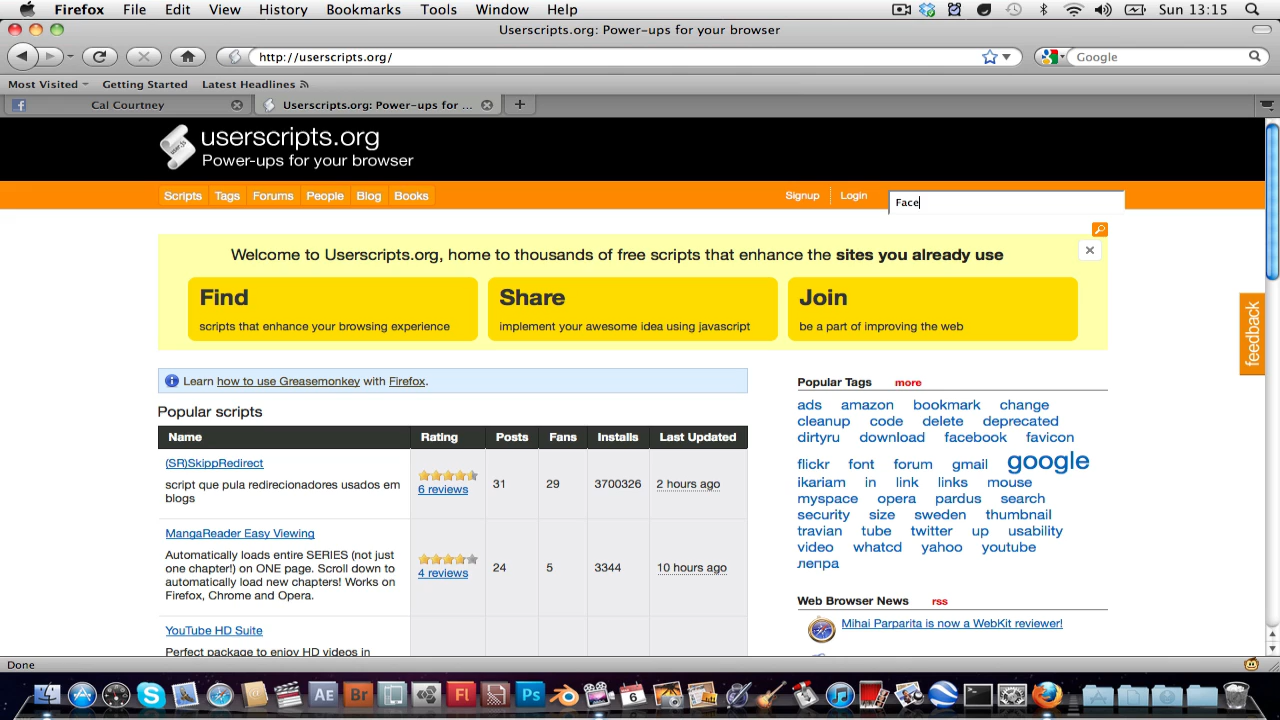 Firefox File Edit View History Bookmarks Tools Window Help Sun 13:15
Userscripts.org: Power-ups for your browser
http://userscripts.org/ Google
Most Visited Getting Started Latest Headlines
Cal Courtney Userscripts.org: Power-ups for your ...
userscripts.org
Power-ups for your browser
Scripts Tags Forums People Blog Books Signup Login Face
Welcome to Userscripts.org, home to thousands of free scripts that enhance the sites you already use
Find
scripts that enhance your browsing experience
Share
implement your awesome idea using javascript
Join
be a part of improving the web
feedback
Learn how to use Greasemonkey with Firefox.
Popular scripts
Name Rating Posts Fans Installs Last Updated
(SR)SkippRedirect
script que pula redirecionadores usados em
blogs
6 reviews
31 29 3700326 2 hours ago
MangaReader Easy Viewing
Automatically loads entire SERIES (not just
one chapter!) on ONE page. Scroll down to
automatically load new chapters! Works on
Firefox, Chrome and Opera.
4 reviews
24 5 3344 10 hours ago
YouTube HD Suite
Perfect package to enjoy HD videos in
Popular Tags more
ads amazon bookmark change
cleanup code delete deprecated
dirtyru download facebook favicon
flickr font forum gmail google
ikariam in link links mouse
myspace opera pardus search
security size sweden thumbnail
travian tube twitter up usability
video whatcd yahoo youtube
лепра
Web Browser News rss
Mihai Parparita is now a WebKit reviewer!
Done
AE Br Fl Ps 6